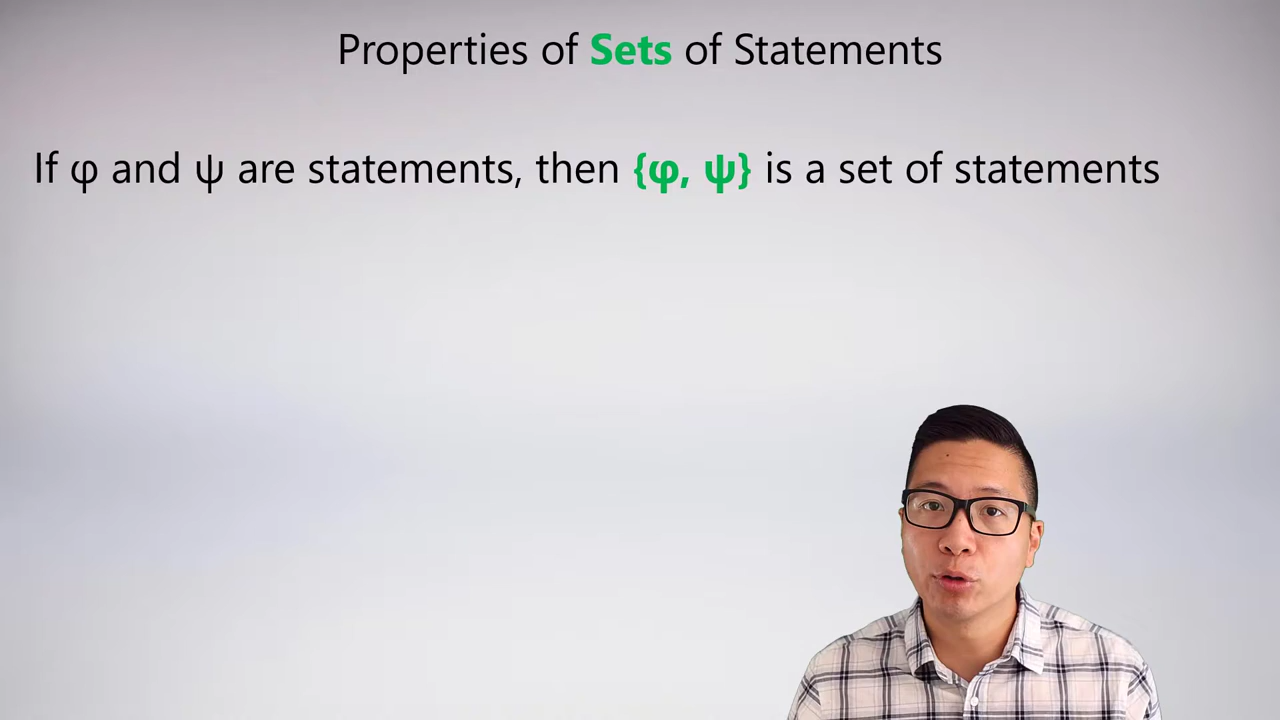 Properties of Sets of Statements
If φ and ψ are statements, then {φ, ψ} is a set of statements